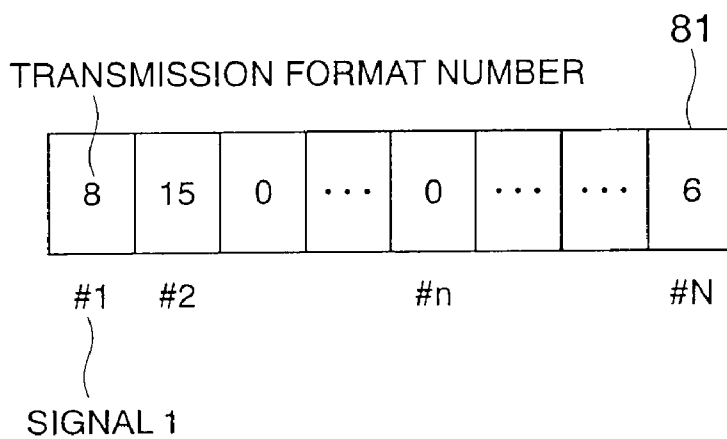 81
TRANSMISSION FORMAT NUMBER
8 15 0 ... 0 ... ... 6
#1 #2 #n #N
SIGNAL 1